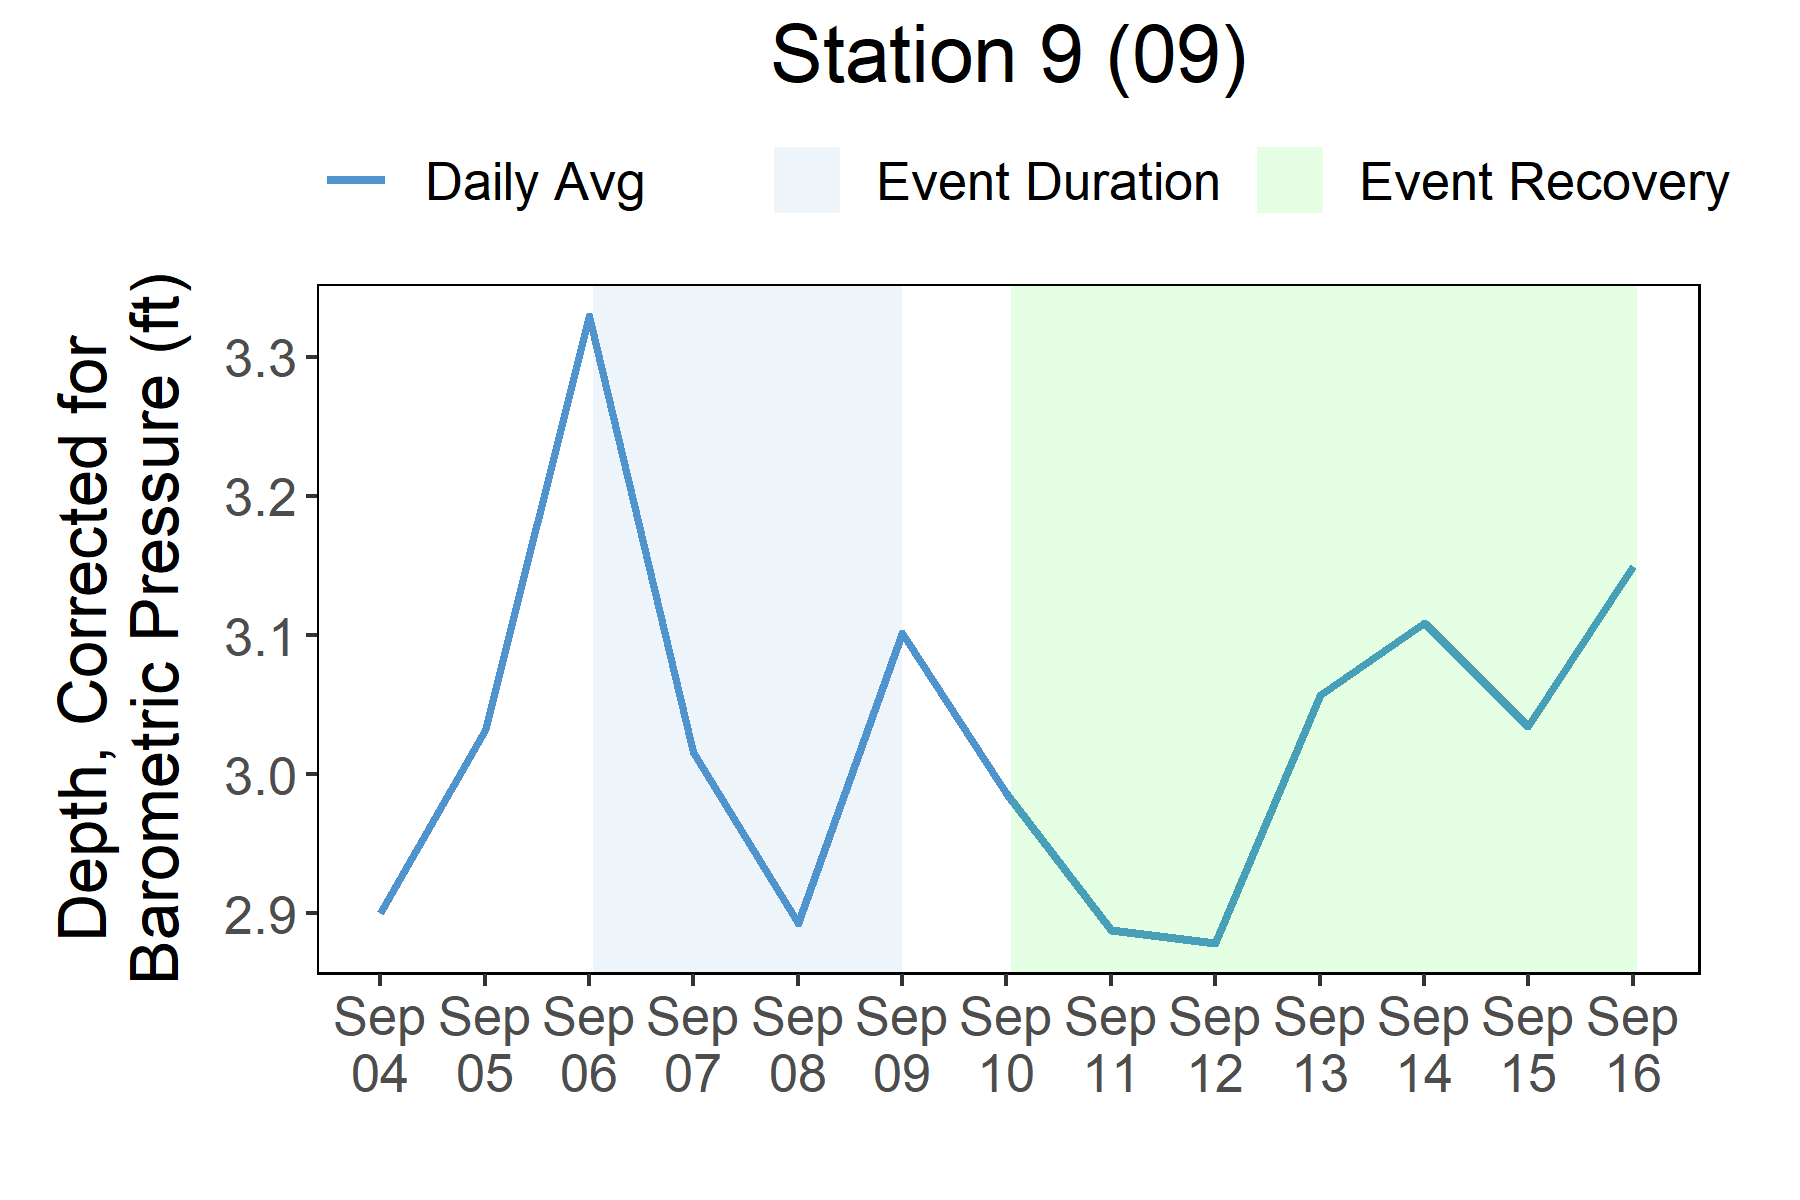 Station 9 (09)
Daily Avg
Event Duration
Event Recovery
Depth, Corrected for
Barometric Pressure (ft)
3.3
3.2
3.1
3.0
2.9
Sep Sep Sep Sep Sep Sep Sep Sep Sep Sep Sep Sep Sep
04 05 06 07 08 09 10 11 12 13 14 15 16